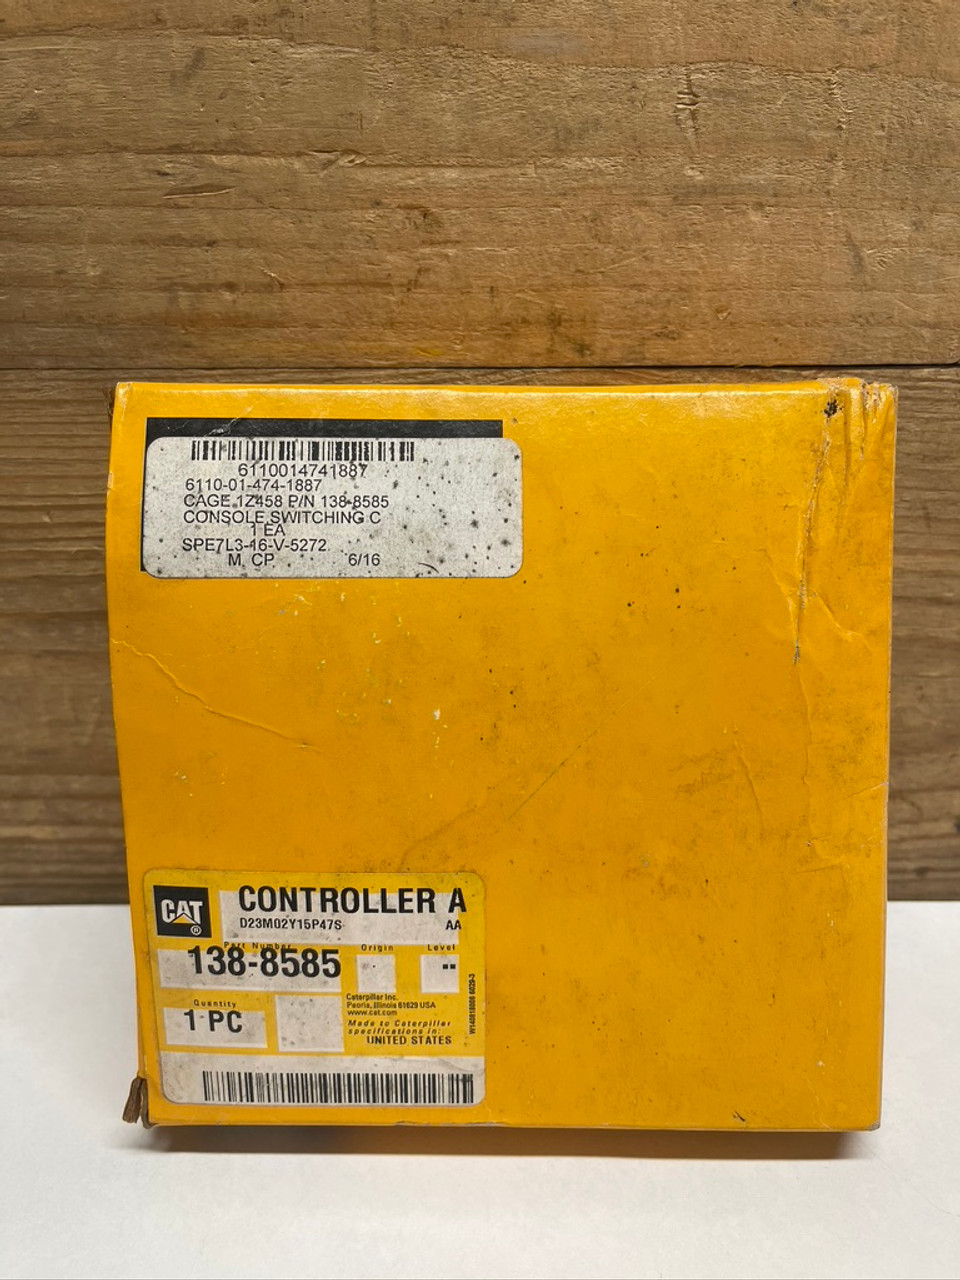 6110014741887
6110-01-474-1887
CAGE 1Z458 P/N 138-8585
CONSOLE SWITCHING C
1 EA
SPE7L3-16-V-5272
M. CP 6/16
CAT
®
CONTROLLER A
D23M02Y15P47S AA
Part Number Origin Level
138-8585
Quantity
1 PC
Caterpillar Inc.
Peoria, Illinois 61629 USA
www.cat.com
Made to Caterpillar
specifications in:
UNITED STATES